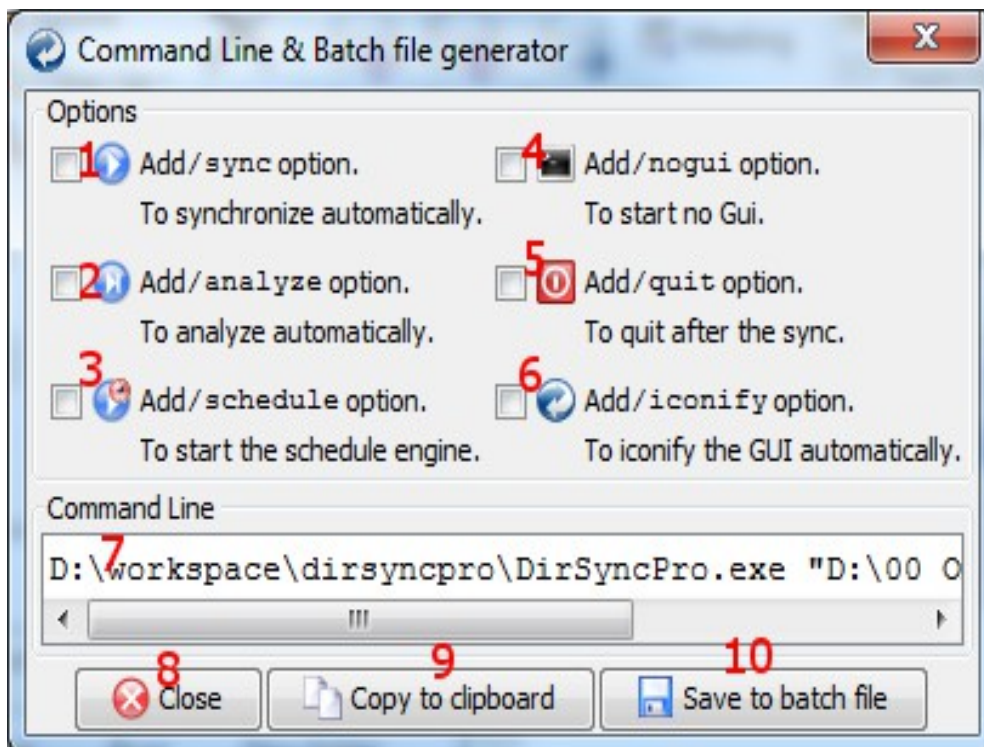 Command Line & Batch file generator
X
Options
1 Add/sync option.
To synchronize automatically.
4 Add/nogui option.
To start no Gui.
2 Add/analyze option.
To analyze automatically.
5 Add/quit option.
To quit after the sync.
3 Add/schedule option.
To start the schedule engine.
6 Add/iconify option.
To iconify the GUI automatically.
Command Line
7
D:\workspace\dirsyncpro\DirSyncPro.exe "D:\00 O
8 Close
9 Copy to clipboard
10 Save to batch file